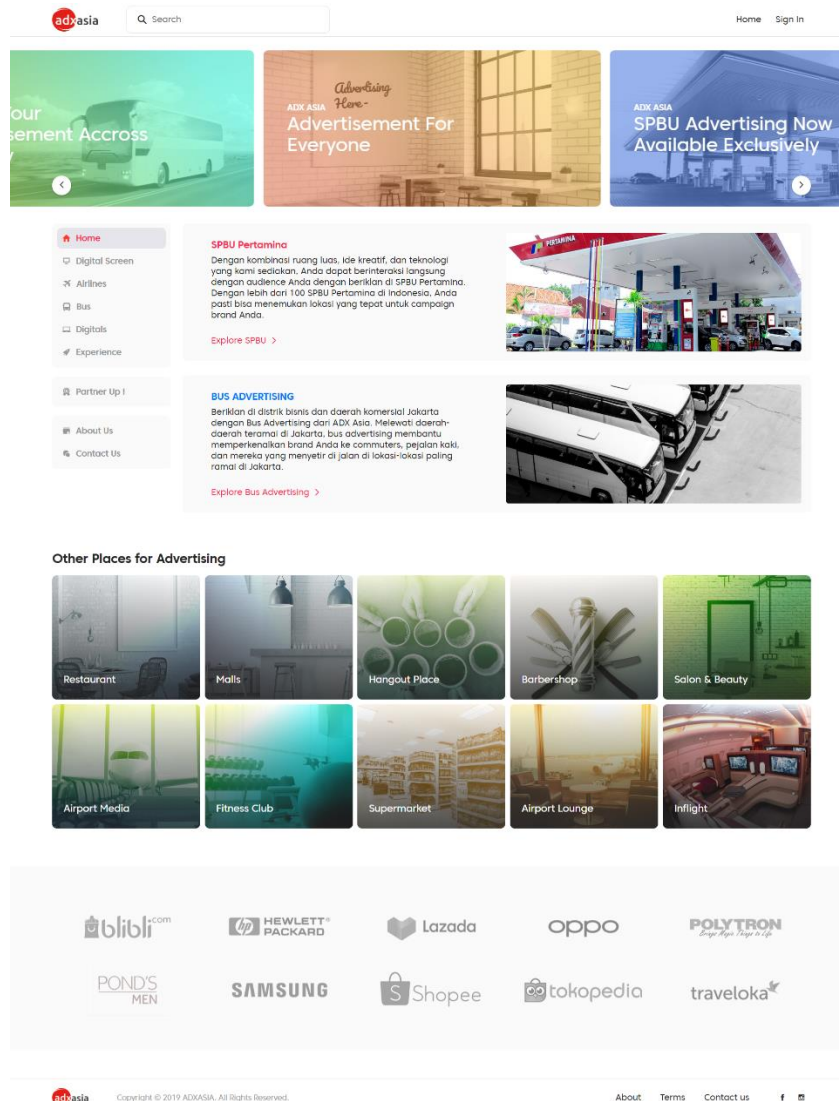 adxasia
Search
Home
Sign In
our
sement Accross
y
Advertising
Here-
ADX ASIA
Advertisement For
Everyone
ADX ASIA
SPBU Advertising Now
Available Exclusively
Home
Digital Screen
Airlines
Bus
Digitals
Experience
Partner Up !
About Us
Contact Us
SPBU Pertamina
Dengan kombinasi ruang luas, ide kreatif, dan teknologi
yang kami sediakan, Anda dapat berinteraksi langsung
dengan audience Anda dengan beriklan di SPBU Pertamina.
Dengan lebih dari 100 SPBU Pertamina di Indonesia, Anda
pasti bisa menemukan lokasi yang tepat untuk campaign
brand Anda.
Explore SPBU >
PERTAMINA
BUS ADVERTISING
Beriklan di distrik bisnis dan daerah komersial Jakarta
dengan Bus Advertising dari ADX Asia. Melewati daerah-
daerah teramai di Jakarta, bus advertising membantu
memperkenalkan brand Anda ke commuters, pejalan kaki,
dan mereka yang menyetir di jalan di lokasi-lokasi paling
ramai di Jakarta.
Explore Bus Advertising >
Other Places for Advertising
Restaurant
Malls
Hangout Place
Barbershop
Salon & Beauty
Airport Media
Fitness Club
Supermarket
Airport Lounge
Inflight
blibli.com
hp HEWLETT®
PACKARD
Lazada
oppo
POLYTRON
Brings Magic Things to Life
POND'S
MEN
SAMSUNG
Shopee
tokopedia
traveloka
adxasia
Copyright © 2019 ADXASIA. All Rights Reserved.
About
Terms
Contact us